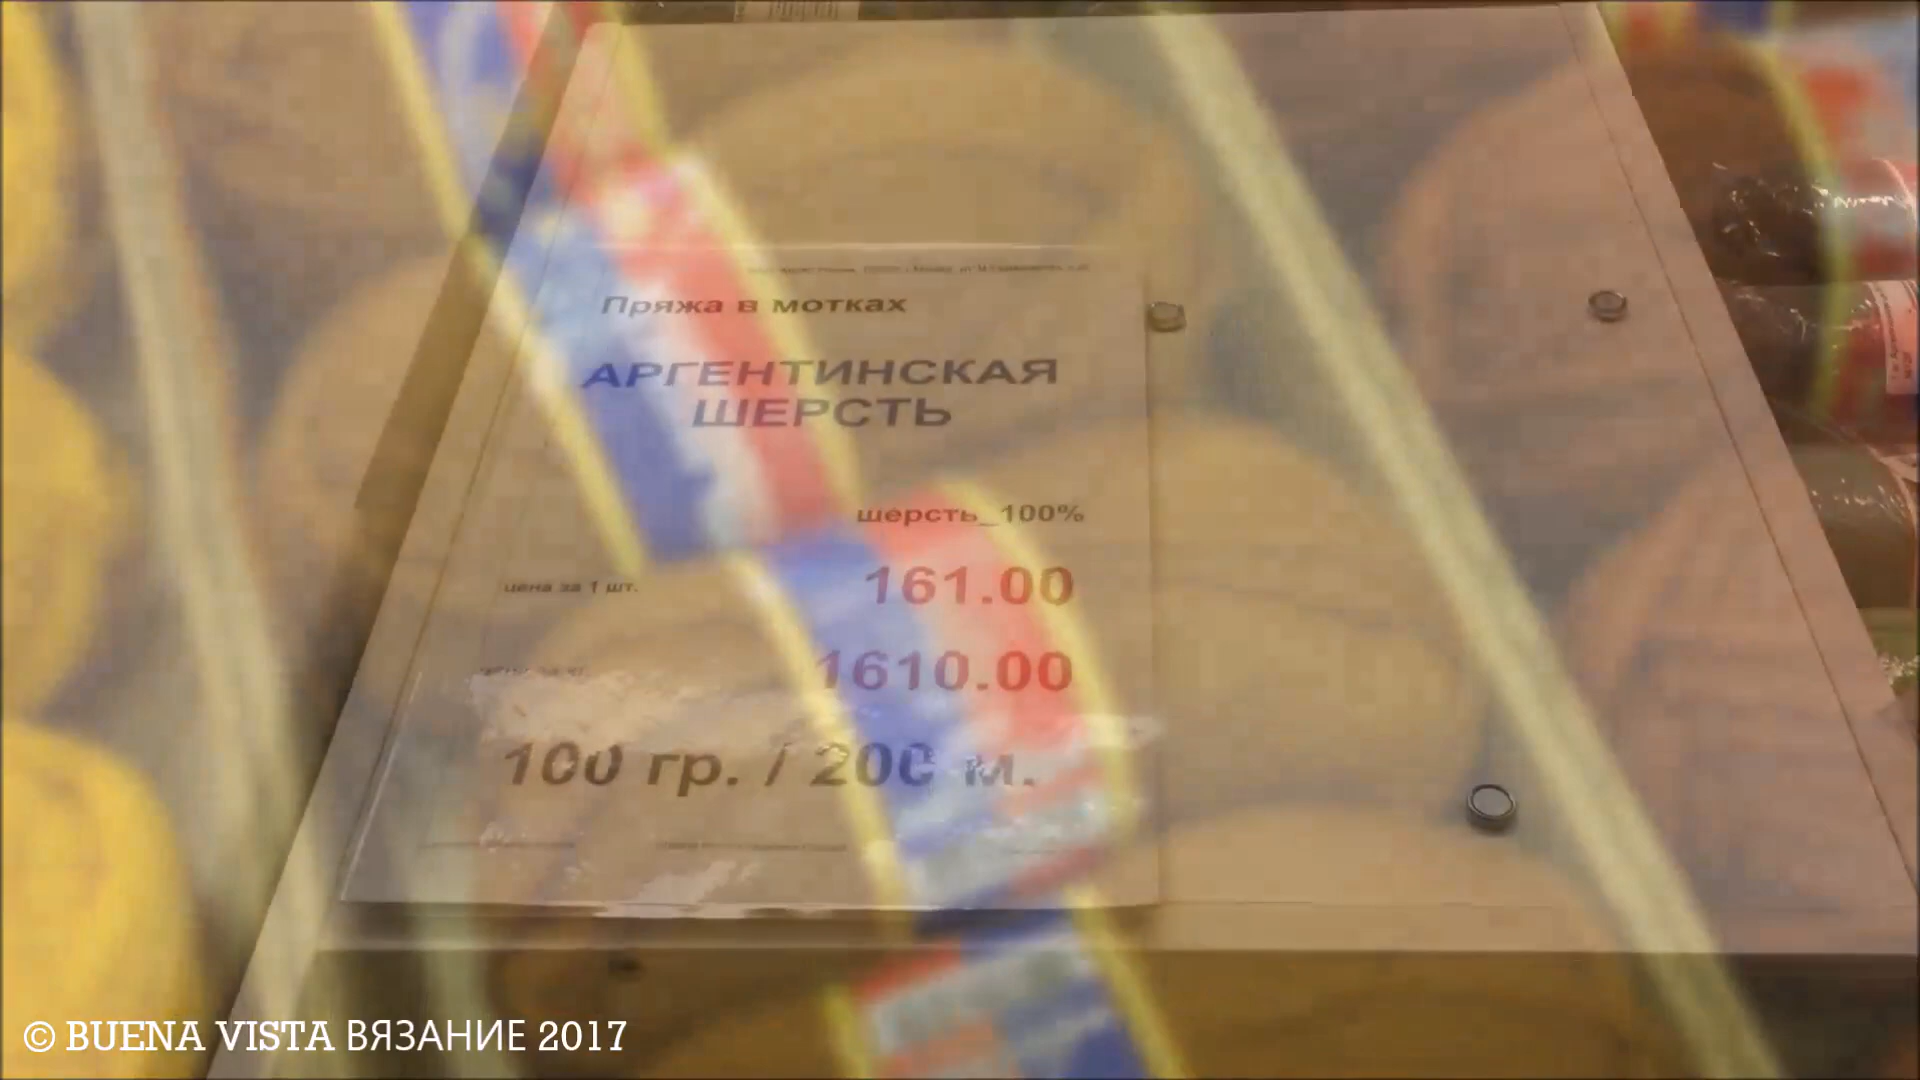 Пряжа в мотках
АРГЕНТИНСКАЯ
ШЕРСТЬ
шерсть_100%
цена за 1 шт.
161.00
1610.00
100 гр. / 200 м.
© BUENA VISTA ВЯЗАНИЕ 2017